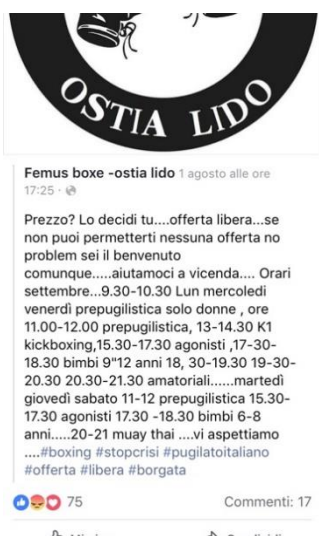 OSTIA LIDO
Femus boxe -ostia lido 1 agosto alle ore
17:25 ·
Prezzo? Lo decidi tu....offerta libera...se
non puoi permetterti nessuna offerta no
problem sei il benvenuto
comunque.....aiutamoci a vicenda.... Orari
settembre...9.30-10.30 Lun mercoledi
venerdì prepugilistica solo donne , ore
11.00-12.00 prepugilistica, 13-14.30 K1
kickboxing,15.30-17.30 agonisti ,17-30-
18.30 bimbi 9"12 anni 18, 30-19.30 19-30-
20.30 20.30-21.30 amatoriali......martedì
giovedì sabato 11-12 prepugilistica 15.30-
17.30 agonisti 17.30 -18.30 bimbi 6-8
anni.....20-21 muay thai ....vi aspettiamo
....#boxing #stopcrisi #pugilatoitaliano
#offerta #libera #borgata
75 Commenti: 17